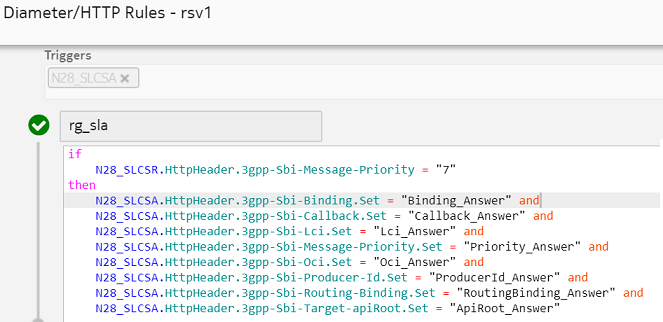 Diameter/HTTP Rules - rsv1
Triggers
N28_SLCSA
rg_sla
if
N28_SLCSR.HttpHeader.3gpp-Sbi-Message-Priority = "7"
then
N28_SLCSA.HttpHeader.3gpp-Sbi-Binding.Set = "Binding_Answer" and
N28_SLCSA.HttpHeader.3gpp-Sbi-Callback.Set = "Callback_Answer" and
N28_SLCSA.HttpHeader.3gpp-Sbi-Lci.Set = "Lci_Answer" and
N28_SLCSA.HttpHeader.3gpp-Sbi-Message-Priority.Set = "Priority_Answer" and
N28_SLCSA.HttpHeader.3gpp-Sbi-Oci.Set = "Oci_Answer" and
N28_SLCSA.HttpHeader.3gpp-Sbi-Producer-Id.Set = "ProducerId_Answer" and
N28_SLCSA.HttpHeader.3gpp-Sbi-Routing-Binding.Set = "RoutingBinding_Answer" and
N28_SLCSA.HttpHeader.3gpp-Sbi-Target-apiRoot.Set = "ApiRoot_Answer"